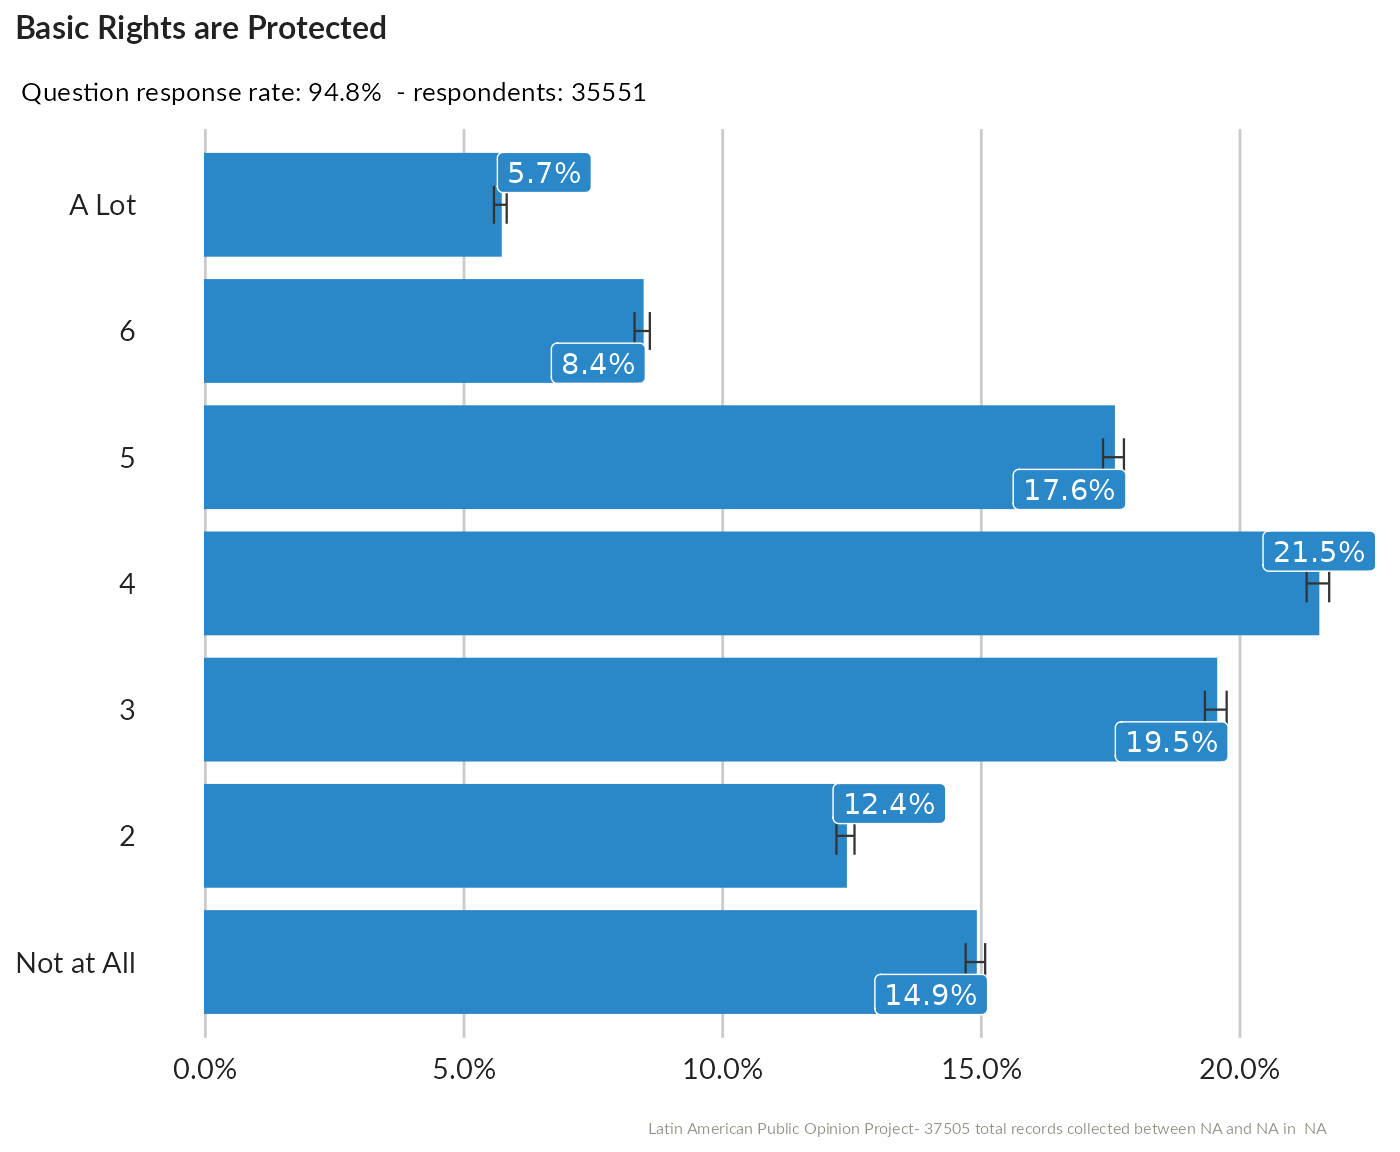 Basic Rights are Protected
Question response rate: 94.8%  - respondents: 35551
A Lot
5.7%
6
8.4%
5
17.6%
4
21.5%
3
19.5%
2
12.4%
Not at All
14.9%
0.0% 5.0% 10.0% 15.0% 20.0%
Latin American Public Opinion Project- 37505 total records collected between NA and NA in  NA